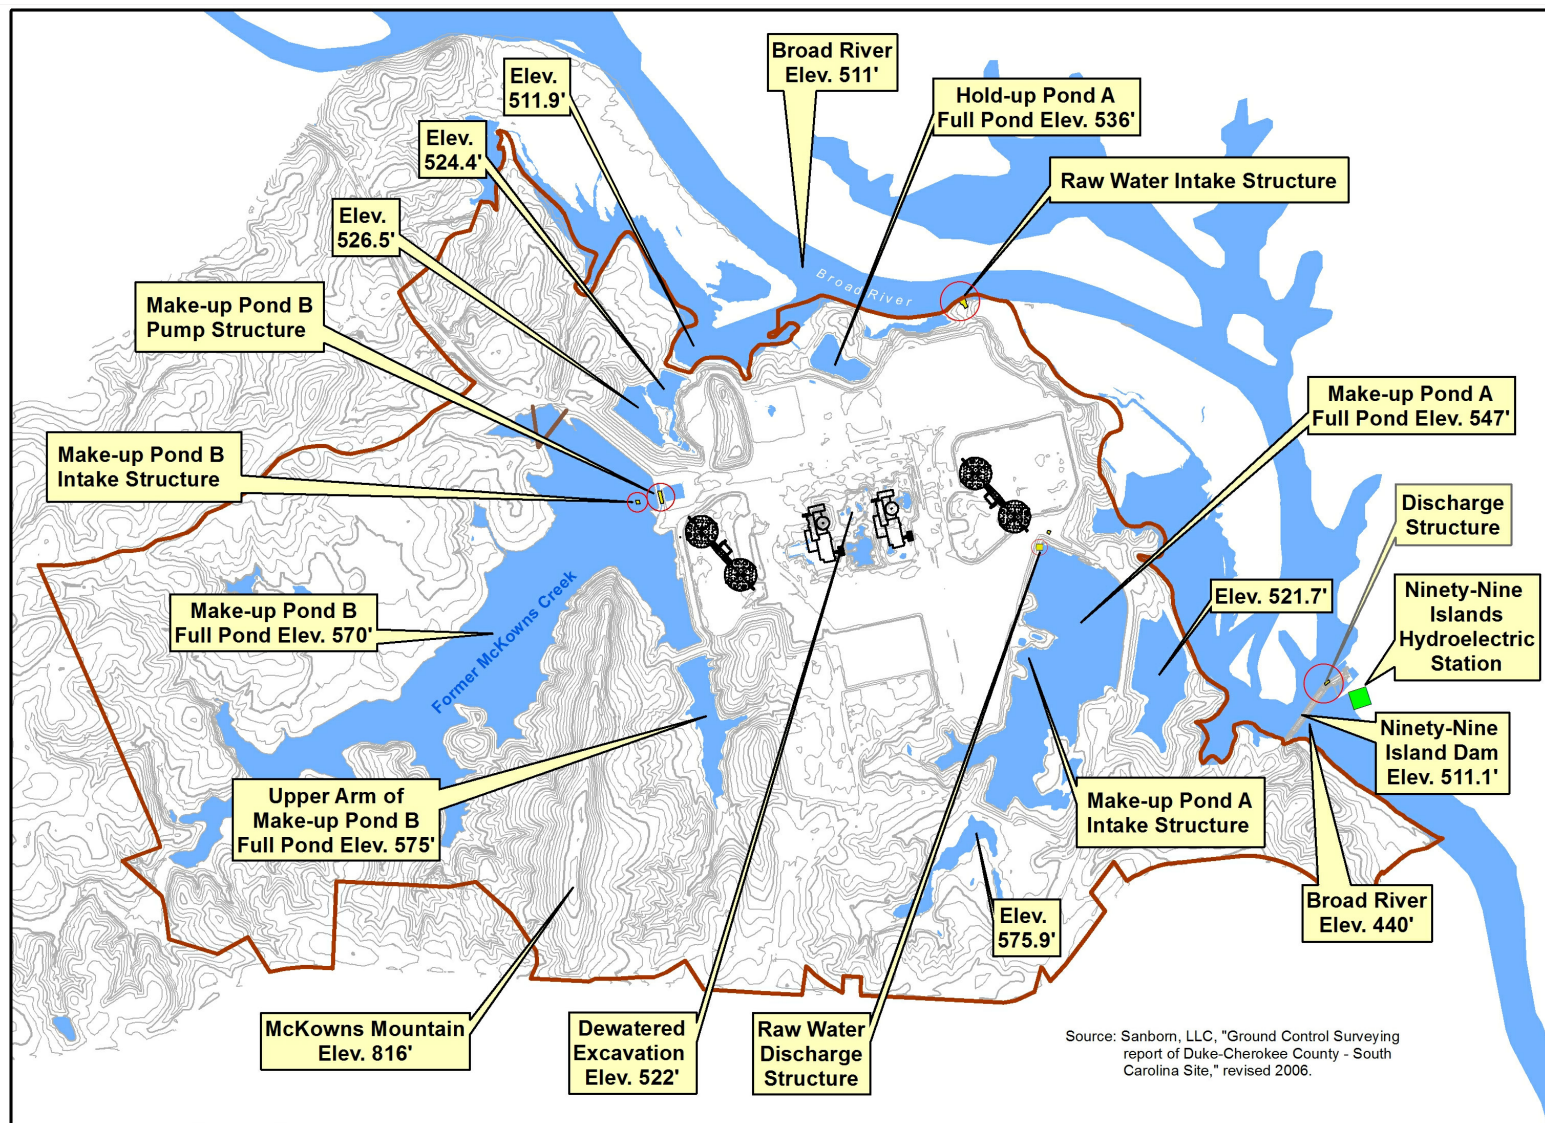 Broad River
Elev. 511'
Elev.
511.9'
Hold-up Pond A
Full Pond Elev. 536'
Elev.
524.4'
Raw Water Intake Structure
Elev.
526.5'
Broad River
Make-up Pond B
Pump Structure
Make-up Pond A
Full Pond Elev. 547'
Make-up Pond B
Intake Structure
Discharge
Structure
Make-up Pond B
Full Pond Elev. 570'
Former McKowns Creek
Elev. 521.7'
Ninety-Nine
Islands
Hydroelectric
Station
Ninety-Nine
Island Dam
Elev. 511.1'
Upper Arm of
Make-up Pond B
Full Pond Elev. 575'
Make-up Pond A
Intake Structure
Elev.
575.9'
Broad River
Elev. 440'
McKowns Mountain
Elev. 816'
Dewatered
Excavation
Elev. 522'
Raw Water
Discharge
Structure
Source: Sanborn, LLC, "Ground Control Surveying
report of Duke-Cherokee County - South
Carolina Site," revised 2006.